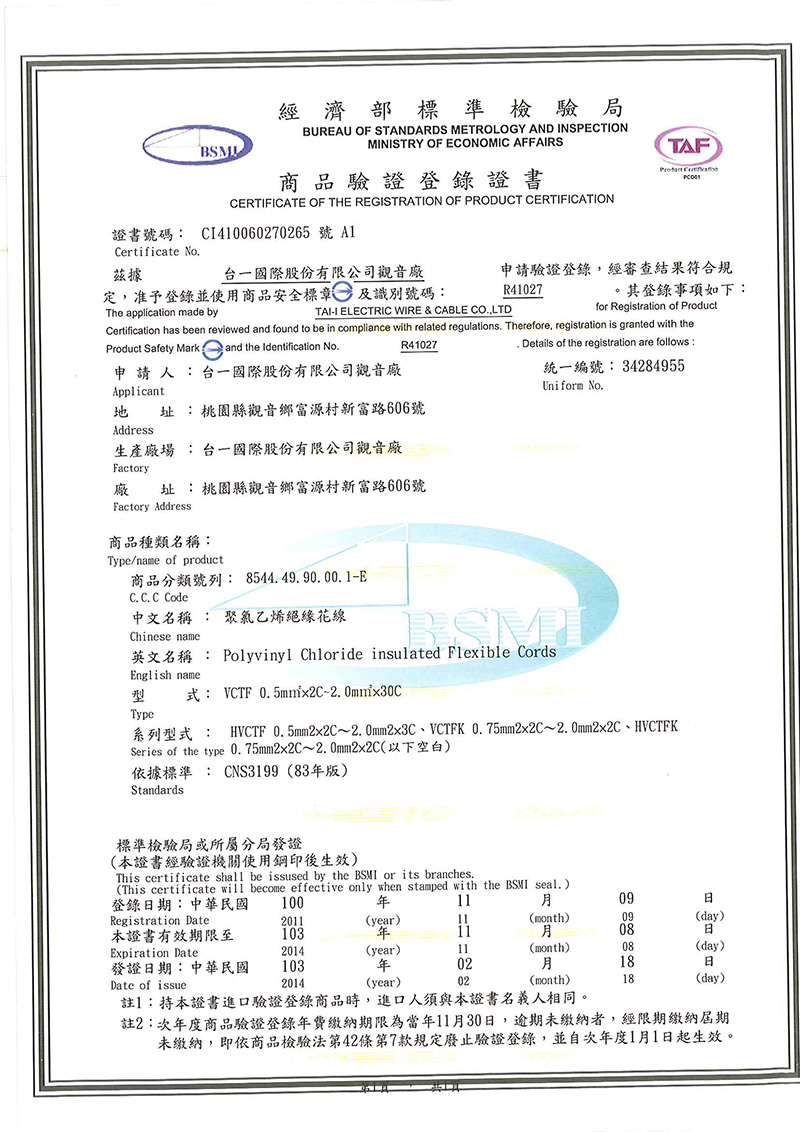 經濟部標準檢驗局
BUREAU OF STANDARDS METROLOGY AND INSPECTION
MINISTRY OF ECONOMIC AFFAIRS
BSMI
TAF
Product Certification
PC001
商品驗證登錄證書
CERTIFICATE OF THE REGISTRATION OF PRODUCT CERTIFICATION
證書號碼： CI410060270265 號 A1
Certificate No.
茲據 台一國際股份有限公司觀音廠 申請驗證登錄，經審查結果符合規
定，准予登錄並使用商品安全標章 及識別號碼： R41027 。其登錄事項如下：
The application made by TAI-I ELECTRIC WIRE & CABLE CO.,LTD for Registration of Product
Certification has been reviewed and found to be in compliance with related regulations. Therefore, registration is granted with the
Product Safety Mark and the Identification No. R41027 . Details of the registration are follows :
申請人：台一國際股份有限公司觀音廠 統一編號：34284955
Applicant Uniform No.
地址：桃園縣觀音鄉富源村新富路606號
Address
生產廠場：台一國際股份有限公司觀音廠
Factory
廠址：桃園縣觀音鄉富源村新富路606號
Factory Address
商品種類名稱：
Type/name of product
商品分類號列： 8544.49.90.00.1-E
C.C.C Code
中文名稱：聚氯乙烯絕緣花線
Chinese name
BSMI
英文名稱：Polyvinyl Chloride insulated Flexible Cords
English name
型式：VCTF 0.5m㎡x2C~2.0m㎡x30C
Type
系列型式： HVCTF 0.5mm2x2C～2.0mm2x3C、VCTFK 0.75mm2x2C～2.0mm2x2C、HVCTFK
Series of the type 0.75mm2x2C～2.0mm2x2C(以下空白)
依據標準：CNS3199 (83年版)
Standards
標準檢驗局或所屬分局發證
(本證書經驗證機關使用鋼印後生效)
This certificate shall be issused by the BSMI or its branches.
(This certificate will become effective only when stamped with the BSMI seal.)
登錄日期：中華民國 100 年 11 月 09 日
Registration Date 2011 (year) 11 (month) 09 (day)
本證書有效期限至 103 年 11 月 08 日
Expiration Date 2014 (year) 11 (month) 08 (day)
發證日期：中華民國 103 年 02 月 18 日
Date of issue 2014 (year) 02 (month) 18 (day)
註1：持本證書進口驗證登錄商品時，進口人須與本證書名義人相同。
註2：次年度商品驗證登錄年費繳納期限為當年11月30日，逾期未繳納者，經限期繳納屆期
未繳納，即依商品檢驗法第42條第7款規定廢止驗證登錄，並自次年度1月1日起生效。
第1頁 ， 共1頁